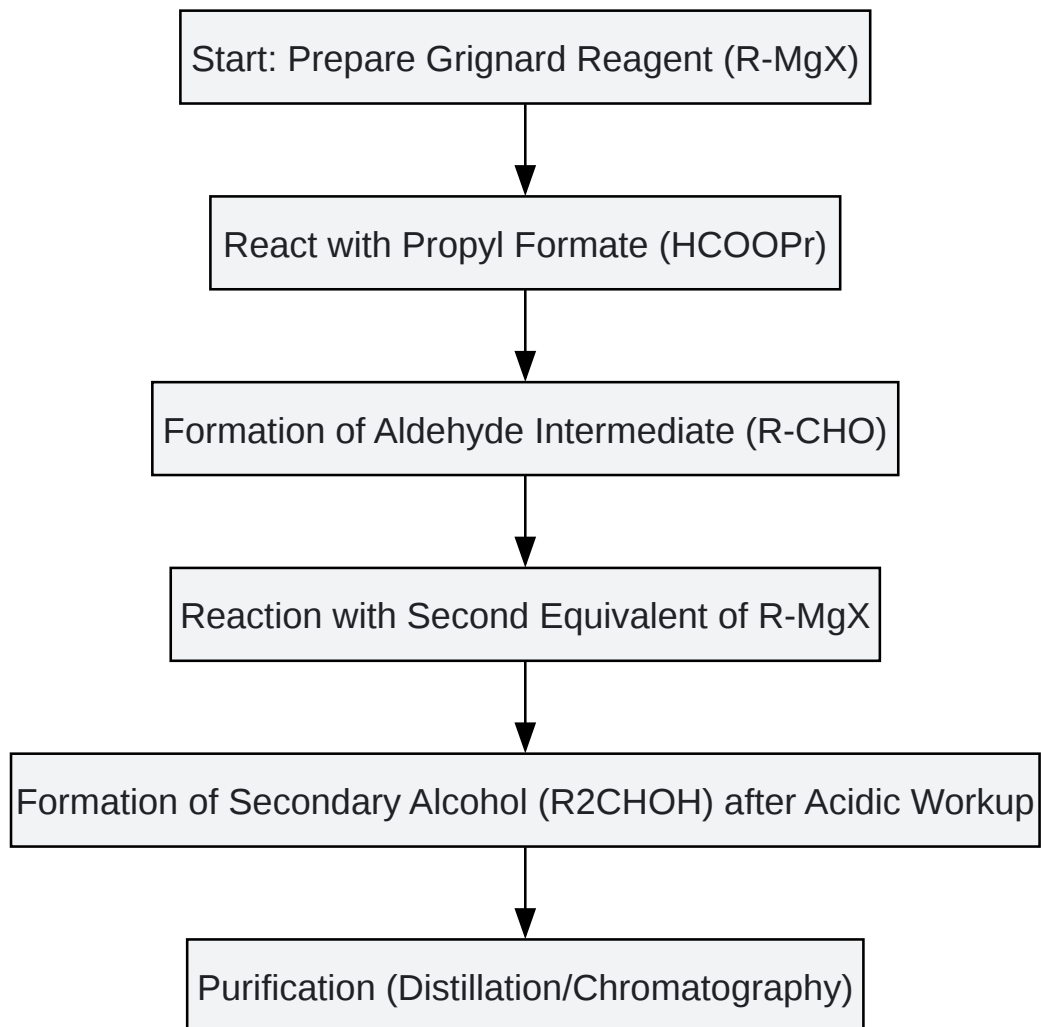 Start: Prepare Grignard Reagent (R-MgX)
React with Propyl Formate (HCOOPr)
Formation of Aldehyde Intermediate (R-CHO)
Reaction with Second Equivalent of R-MgX
Formation of Secondary Alcohol (R2CHOH) after Acidic Workup
Purification (Distillation/Chromatography)